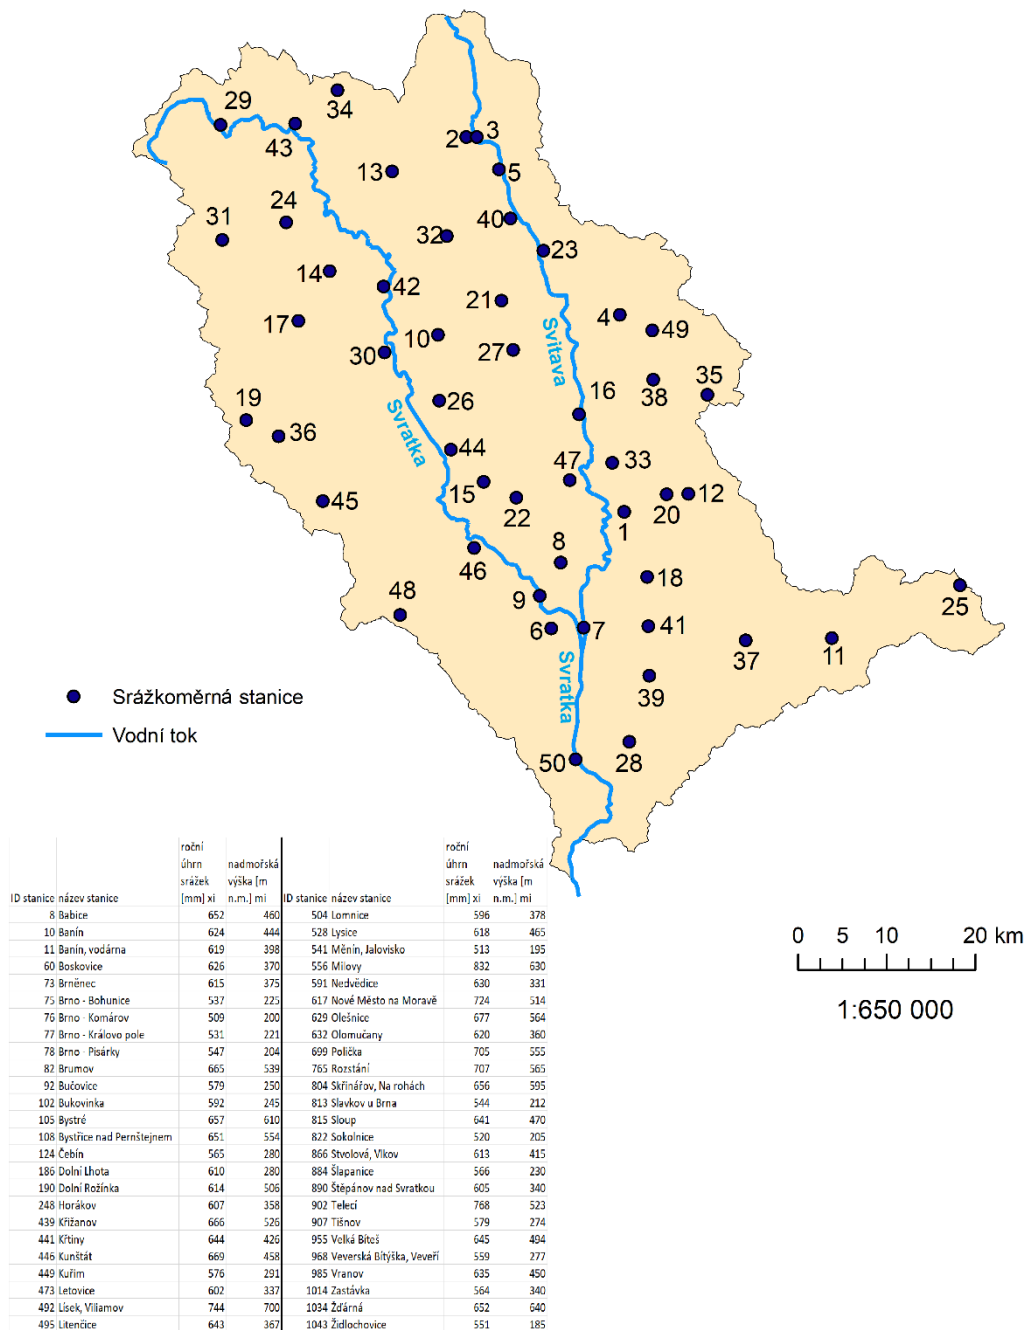 34
29
43
2
3
13
5
24
31
40
32
23
14
42
21
4
49
17
10
27
30
Svitava
38
35
16
19
26
36
Svratka
44
33
47
15
22
45
20
12
1
8
46
18
9
25
48
6
7
41
37
11
Svratka
39
Srážkoměrná stanice
Vodní tok
28
50
0 5 10 20 km
1:650 000
roční roční
úhrn nadmořská úhrn nadmořská
srážek výška [m srážek výška [m
ID stanice název stanice [mm] xi n.m.] mi ID stanice název stanice [mm] xi n.m.] mi
8 Babice 652 460 504 Lomnice 596 378
10 Banín 624 444 528 Lysice 618 465
11 Banín, vodárna 619 398 541 Měnín, Jalovisko 513 195
60 Boskovice 626 370 556 Milovy 832 630
73 Brněnec 615 375 591 Nedvědice 630 331
75 Brno - Bohunice 537 225 617 Nové Město na Moravě 724 514
76 Brno - Komárov 509 200 629 Olešnice 677 564
77 Brno - Královo pole 531 221 632 Olomučany 620 360
78 Brno - Pisárky 547 204 699 Polička 705 555
82 Brumov 665 539 765 Rozstání 707 565
92 Bučovice 579 250 804 Skřinářov, Na rohách 656 595
102 Bukovinka 592 245 813 Slavkov u Brna 544 212
105 Bystré 657 610 815 Sloup 641 470
108 Bystřice nad Pernštejnem 651 554 822 Sokolnice 520 205
124 Čebín 565 280 866 Stvolová, Vlkov 613 415
186 Dolní Lhota 610 280 884 Šlapanice 566 230
190 Dolní Rožínka 614 506 890 Štěpánov nad Svratkou 605 340
248 Horákov 607 358 902 Telecí 768 523
439 Křižanov 666 526 907 Tišnov 579 274
441 Křtiny 644 426 955 Velká Bíteš 645 494
446 Kunštát 669 458 968 Veverská Bítýška, Veveří 559 277
449 Kuřim 576 291 985 Vranov 635 450
473 Letovice 602 337 1014 Zastávka 564 340
492 Lísek, Viliamov 744 700 1034 Žďárná 652 640
495 Litenčice 643 367 1043 Židlochovice 551 185